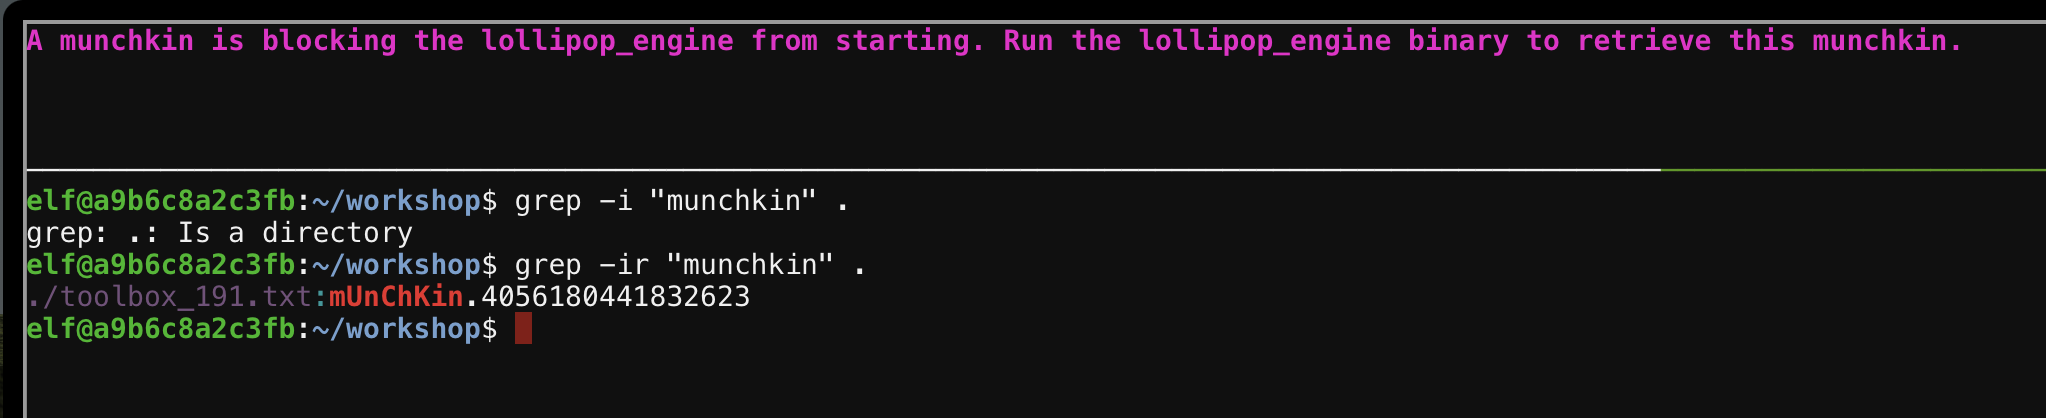 A munchkin is blocking the lollipop_engine from starting. Run the lollipop_engine binary to retrieve this munchkin.
elf@a9b6c8a2c3fb:~/workshop$ grep -i "munchkin" .
grep: .: Is a directory
elf@a9b6c8a2c3fb:~/workshop$ grep -ir "munchkin" .
./toolbox_191.txt:mUnChKin.4056180441832623
elf@a9b6c8a2c3fb:~/workshop$